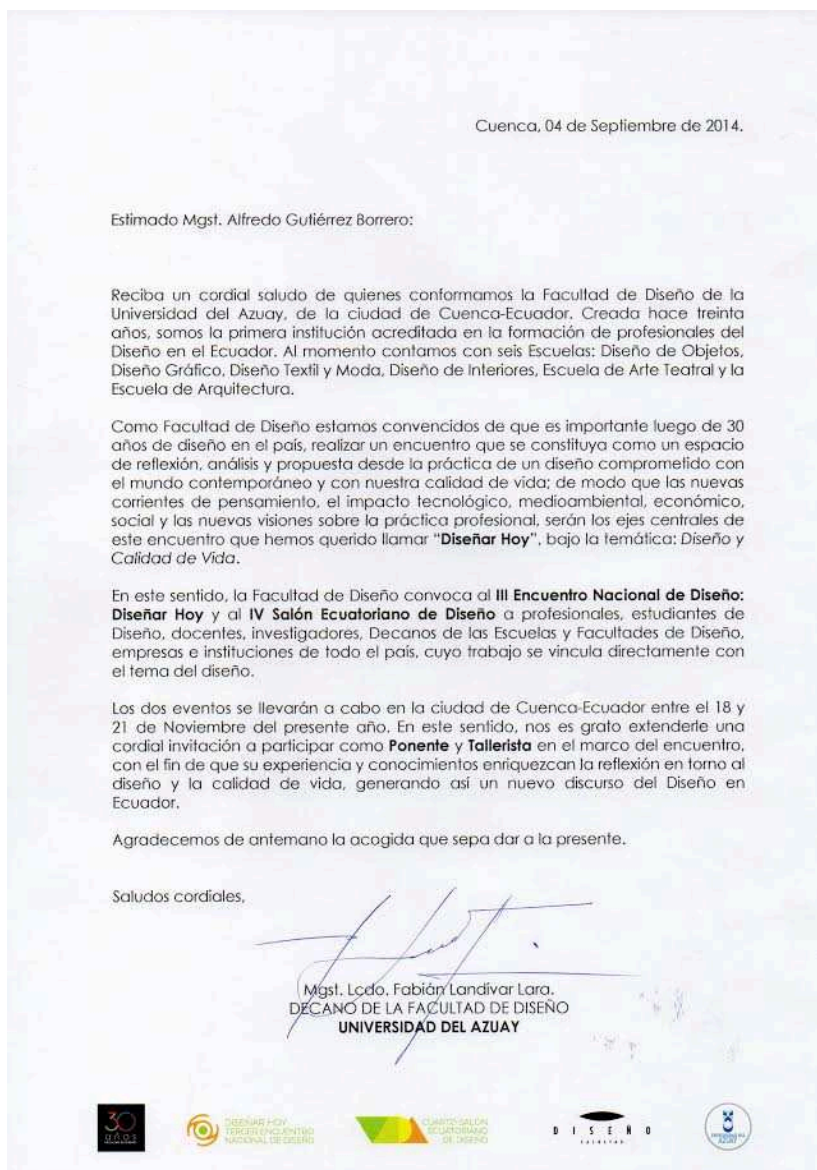 Cuenca, 04 de Septiembre de 2014.
Estimado Mgst. Alfredo Gutiérrez Borrero:
Reciba un cordial saludo de quienes conformamos la Facultad de Diseño de la
Universidad del Azuay, de la ciudad de Cuenca-Ecuador. Creada hace treinta
años, somos la primera institución acreditada en la formación de profesionales del
Diseño en el Ecuador. Al momento contamos con seis Escuelas: Diseño de Objetos,
Diseño Gráfico, Diseño Textil y Moda, Diseño de Interiores, Escuela de Arte Teatral y la
Escuela de Arquitectura.
Como Facultad de Diseño estamos convencidos de que es importante luego de 30
años de diseño en el país, realizar un encuentro que se constituya como un espacio
de reflexión, análisis y propuesta desde la práctica de un diseño comprometido con
el mundo contemporáneo y con nuestra calidad de vida; de modo que las nuevas
corrientes de pensamiento, el impacto tecnológico, medioambiental, económico,
social y las nuevas visiones sobre la práctica profesional, serán los ejes centrales de
este encuentro que hemos querido llamar "Diseñar Hoy", bajo la temática: Diseño y
Calidad de Vida.
En este sentido, la Facultad de Diseño convoca al III Encuentro Nacional de Diseño:
Diseñar Hoy y al IV Salón Ecuatoriano de Diseño a profesionales, estudiantes de
Diseño, docentes, investigadores, Decanos de las Escuelas y Facultades de Diseño,
empresas e instituciones de todo el país, cuyo trabajo se vincula directamente con
el tema del diseño.
Los dos eventos se llevarán a cabo en la ciudad de Cuenca-Ecuador entre el 18 y
21 de Noviembre del presente año. En este sentido, nos es grato extenderle una
cordial invitación a participar como Ponente y Tallerista en el marco del encuentro,
con el fin de que su experiencia y conocimientos enriquezcan la reflexión en torno al
diseño y la calidad de vida, generando así un nuevo discurso del Diseño en
Ecuador.
Agradecemos de antemano la acogida que sepa dar a la presente.
Saludos cordiales,
Mgst. Lcdo. Fabián Landívar Lara.
DECANO DE LA FACULTAD DE DISEÑO
UNIVERSIDAD DEL AZUAY
30
años
DISEÑAR HOY
TERCER ENCUENTRO
NACIONAL DE DISEÑO
CUARTO SALÓN
ECUATORIANO
DE DISEÑO
DISEÑO
FACULTAD
UNIVERSIDAD DEL
AZUAY